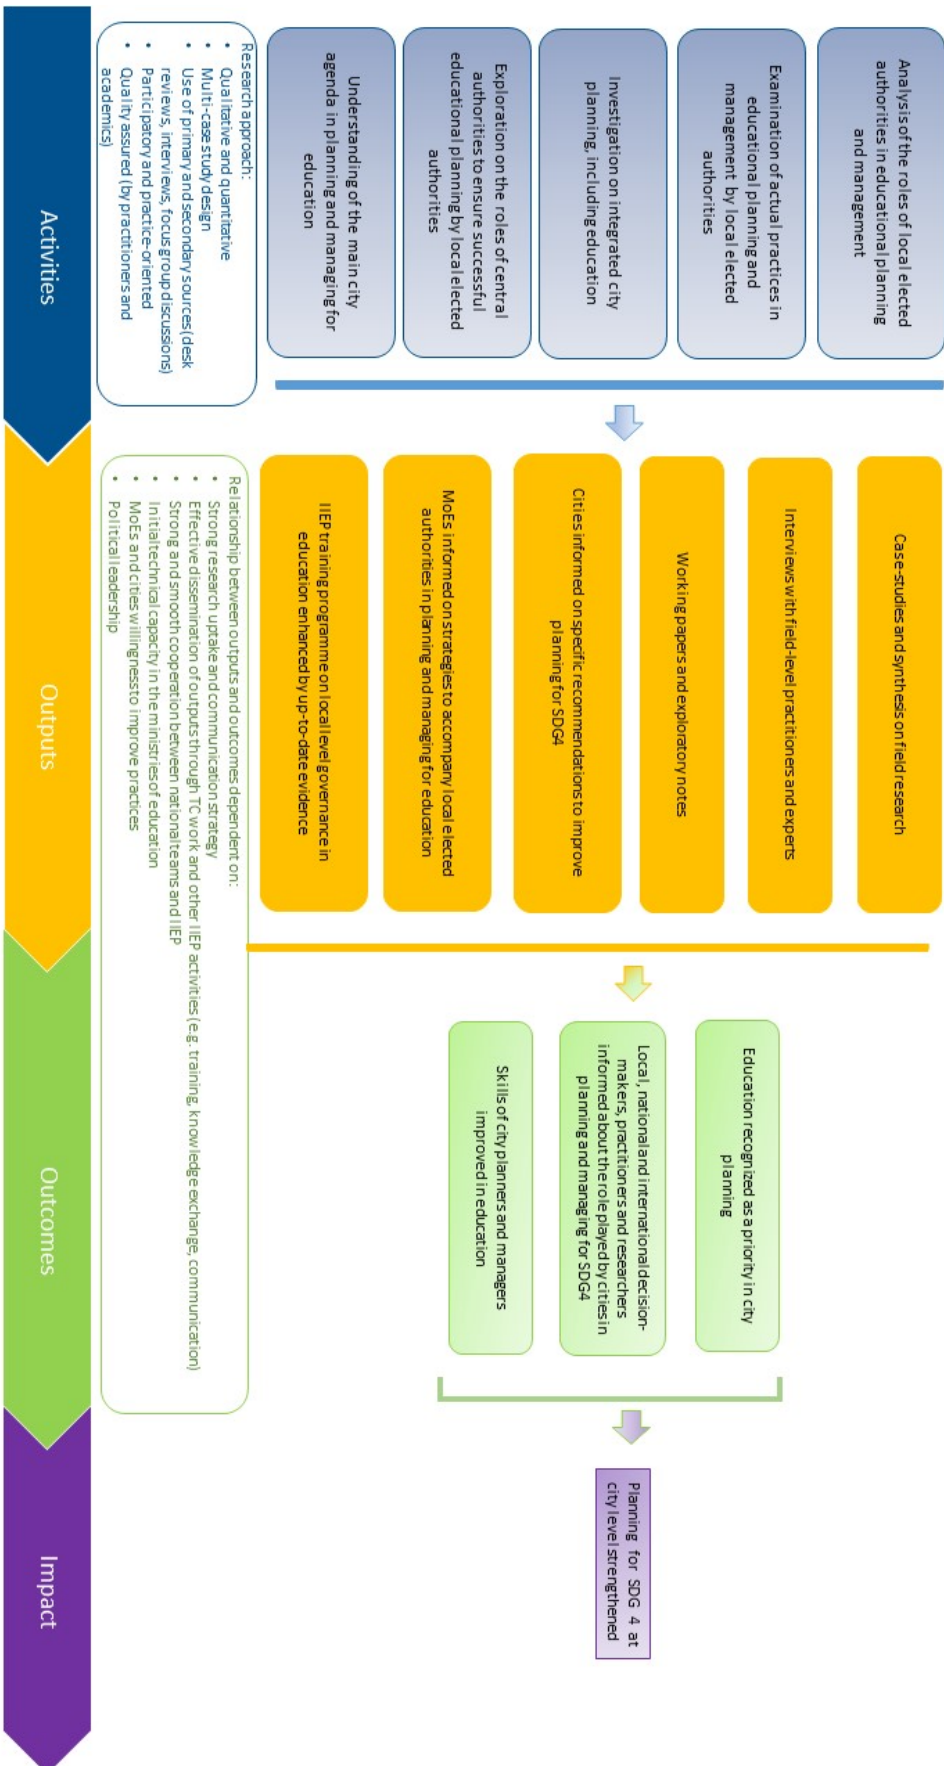 Analysis of the roles of local elected
authorities in educational planning
and management
Examination of actual practices in
educational planning and
management by local elected
authorities
Investigation on integrated city
planning, including education
Exploration on the roles of central
authorities to ensure successful
educational planning by local elected
authorities
Understanding of the main city
agenda in planning and managing for
education
Research approach:
• Qualitative and quantitative
• Multi-case study design
• Use of primary and secondary sources (desk
reviews, interviews, focus group discussions)
• Participatory and practice-oriented
• Quality assured (by practitioners and
academics)
Activities
Case-studies and synthesis on field research
Interviews with field-level practitioners and experts
Working papers and exploratory notes
Cities informed on specific recommendations to improve
planning for SDG4
MoEs informed on strategies to accompany local elected
authorities in planning and managing for education
IIEP training programme on local level governance in
education enhanced by up-to-date evidence
Relationship between outputs and outcomes dependent on:
• Strong research uptake and communication strategy
• Effective dissemination of outputs through TC work and other IIEP activities (e.g. training, knowledge exchange, communication)
• Strong and smooth cooperation between national teams and IIEP
• Initial technical capacity in the ministries of education
• MoEs and cities willingness to improve practices
• Political leadership
Outputs
Education recognized as a priority in city
planning
Local, national and international decision-
makers, practitioners and researchers
informed about the role played by cities in
planning and managing for SDG4
Skills of city planners and managers
improved in education
Outcomes
Planning for SDG 4 at
city level strengthened
Impact